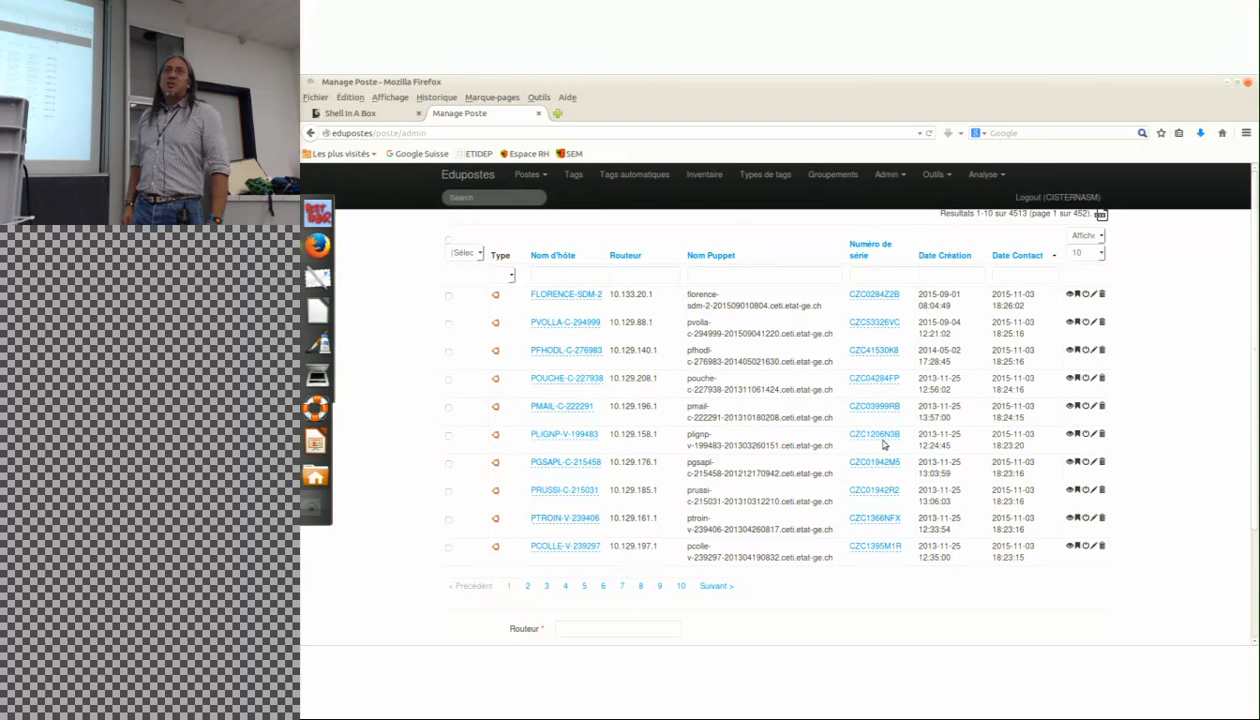 Manage Poste - Mozilla Firefox
Fichier Édition Affichage Historique Marque-pages Outils Aide
Shell In A Box
Manage Poste
edupostes/poste/admin
Google
Les plus visités
Google Suisse
ETIDEP
Espace RH
SEM
Edupostes Postes Tags Tags automatiques Inventaire Types de tags Groupements Admin Outils Analyse
Search
Logout (CISTERNASM)
Resultats 1-10 sur 4513 (page 1 sur 452).
Affiche
10
(Sélec
Type Nom d'hôte Routeur Nom Puppet Numéro de série Date Création Date Contact
FLORENCE-SDM-2 10.133.20.1 florence- CZC0284Z2B 2015-09-01 2015-11-03
sdm-2-201509010804.ceti.etat-ge.ch 08:04:49 18:26:02
PVOLLA-C-294999 10.129.88.1 pvolla- CZC53326VC 2015-09-04 2015-11-03
c-294999-201509041220.ceti.etat-ge.ch 12:21:02 18:25:16
PFHODL-C-276983 10.129.140.1 pfhodl- CZC41530K8 2014-05-02 2015-11-03
c-276983-201405021630.ceti.etat-ge.ch 17:28:45 18:25:16
POUCHE-C-227938 10.129.208.1 pouche- CZC04284FP 2013-11-25 2015-11-03
c-227938-201311061424.ceti.etat-ge.ch 12:56:02 18:24:16
PMAIL-C-222291 10.129.196.1 pmail- CZC03999RB 2013-11-25 2015-11-03
c-222291-201310180208.ceti.etat-ge.ch 13:57:00 18:24:15
PLIGNP-V-199483 10.129.158.1 plignp- CZC1206N3B 2013-11-25 2015-11-03
v-199483-201303260151.ceti.etat-ge.ch 12:24:45 18:23:20
PGSAPL-C-215458 10.129.176.1 pgsapl- CZC01942M5 2013-11-25 2015-11-03
c-215458-201212170942.ceti.etat-ge.ch 13:03:59 18:23:16
PRUSSI-C-215031 10.129.185.1 prussi- CZC01942R2 2013-11-25 2015-11-03
c-215031-201310312210.ceti.etat-ge.ch 13:06:03 18:23:16
PTROIN-V-239406 10.129.161.1 ptroin- CZC1366NFX 2013-11-25 2015-11-03
v-239406-201304260817.ceti.etat-ge.ch 12:33:54 18:23:16
PCOLLE-V-239297 10.129.197.1 pcolle- CZC1395M1R 2013-11-25 2015-11-03
v-239297-201304190832.ceti.etat-ge.ch 12:35:00 18:23:15
< Précédent 1 2 3 4 5 6 7 8 9 10 Suivant >
Routeur *